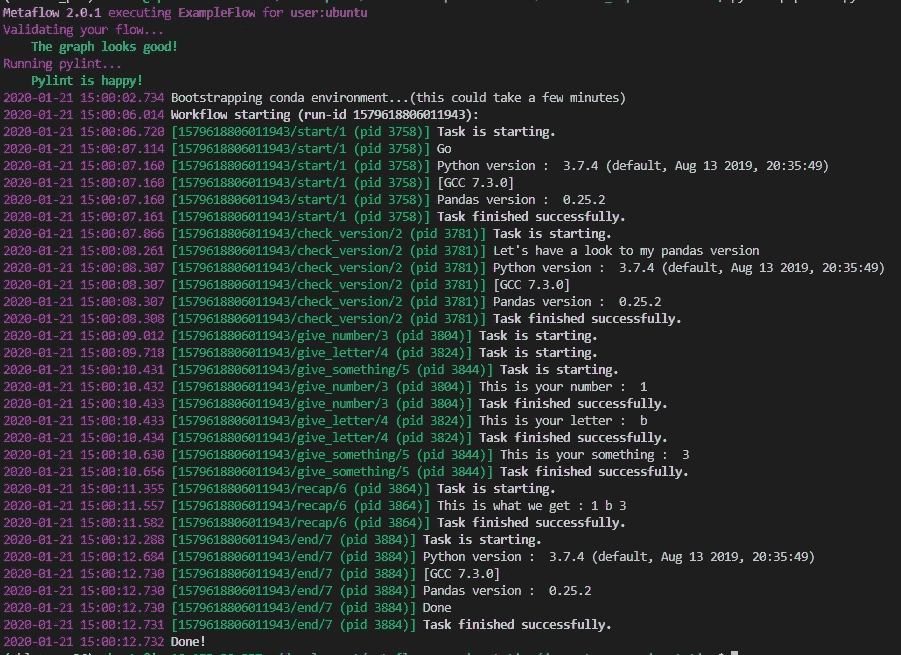 Metaflow 2.0.1 executing ExampleFlow for user:ubuntu
Validating your flow...
The graph looks good!
Running pylint...
Pylint is happy!
2020-01-21 15:00:02.734 Bootstrapping conda environment...(this could take a few minutes)
2020-01-21 15:00:06.014 Workflow starting (run-id 1579618806011943):
2020-01-21 15:00:06.720 [1579618806011943/start/1 (pid 3758)] Task is starting.
2020-01-21 15:00:07.114 [1579618806011943/start/1 (pid 3758)] Go
2020-01-21 15:00:07.160 [1579618806011943/start/1 (pid 3758)] Python version :  3.7.4 (default, Aug 13 2019, 20:35:49)
2020-01-21 15:00:07.160 [1579618806011943/start/1 (pid 3758)] [GCC 7.3.0]
2020-01-21 15:00:07.160 [1579618806011943/start/1 (pid 3758)] Pandas version :  0.25.2
2020-01-21 15:00:07.161 [1579618806011943/start/1 (pid 3758)] Task finished successfully.
2020-01-21 15:00:07.866 [1579618806011943/check_version/2 (pid 3781)] Task is starting.
2020-01-21 15:00:08.261 [1579618806011943/check_version/2 (pid 3781)] Let's have a look to my pandas version
2020-01-21 15:00:08.307 [1579618806011943/check_version/2 (pid 3781)] Python version :  3.7.4 (default, Aug 13 2019, 20:35:49)
2020-01-21 15:00:08.307 [1579618806011943/check_version/2 (pid 3781)] [GCC 7.3.0]
2020-01-21 15:00:08.307 [1579618806011943/check_version/2 (pid 3781)] Pandas version :  0.25.2
2020-01-21 15:00:08.308 [1579618806011943/check_version/2 (pid 3781)] Task finished successfully.
2020-01-21 15:00:09.012 [1579618806011943/give_number/3 (pid 3804)] Task is starting.
2020-01-21 15:00:09.718 [1579618806011943/give_letter/4 (pid 3824)] Task is starting.
2020-01-21 15:00:10.431 [1579618806011943/give_something/5 (pid 3844)] Task is starting.
2020-01-21 15:00:10.432 [1579618806011943/give_number/3 (pid 3804)] This is your number :  1
2020-01-21 15:00:10.433 [1579618806011943/give_number/3 (pid 3804)] Task finished successfully.
2020-01-21 15:00:10.433 [1579618806011943/give_letter/4 (pid 3824)] This is your letter :  b
2020-01-21 15:00:10.434 [1579618806011943/give_letter/4 (pid 3824)] Task finished successfully.
2020-01-21 15:00:10.630 [1579618806011943/give_something/5 (pid 3844)] This is your something :  3
2020-01-21 15:00:10.656 [1579618806011943/give_something/5 (pid 3844)] Task finished successfully.
2020-01-21 15:00:11.355 [1579618806011943/recap/6 (pid 3864)] Task is starting.
2020-01-21 15:00:11.557 [1579618806011943/recap/6 (pid 3864)] This is what we get : 1 b 3
2020-01-21 15:00:11.582 [1579618806011943/recap/6 (pid 3864)] Task finished successfully.
2020-01-21 15:00:12.288 [1579618806011943/end/7 (pid 3884)] Task is starting.
2020-01-21 15:00:12.684 [1579618806011943/end/7 (pid 3884)] Python version :  3.7.4 (default, Aug 13 2019, 20:35:49)
2020-01-21 15:00:12.730 [1579618806011943/end/7 (pid 3884)] [GCC 7.3.0]
2020-01-21 15:00:12.730 [1579618806011943/end/7 (pid 3884)] Pandas version :  0.25.2
2020-01-21 15:00:12.730 [1579618806011943/end/7 (pid 3884)] Done
2020-01-21 15:00:12.731 [1579618806011943/end/7 (pid 3884)] Task finished successfully.
2020-01-21 15:00:12.732 Done!